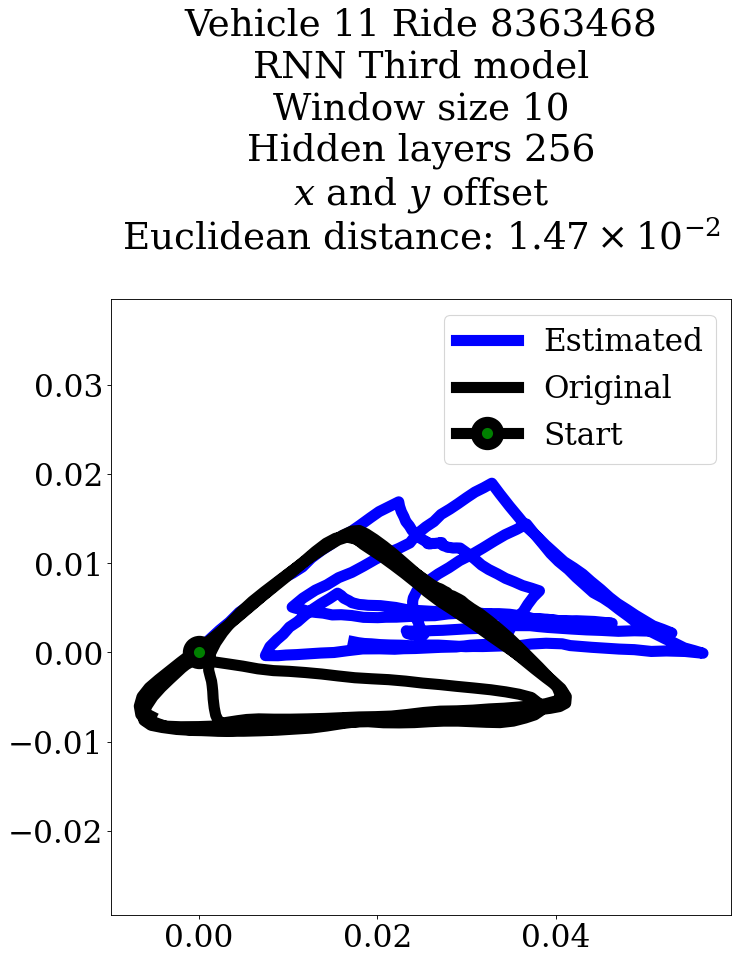 Vehicle 11 Ride 8363468
RNN Third model
Window size 10
Hidden layers 256
x and y offset
Euclidean distance: 1.47 × 10⁻²
Estimated
Original
Start
0.03
0.02
0.01
0.00
−0.01
−0.02
0.00 0.02 0.04